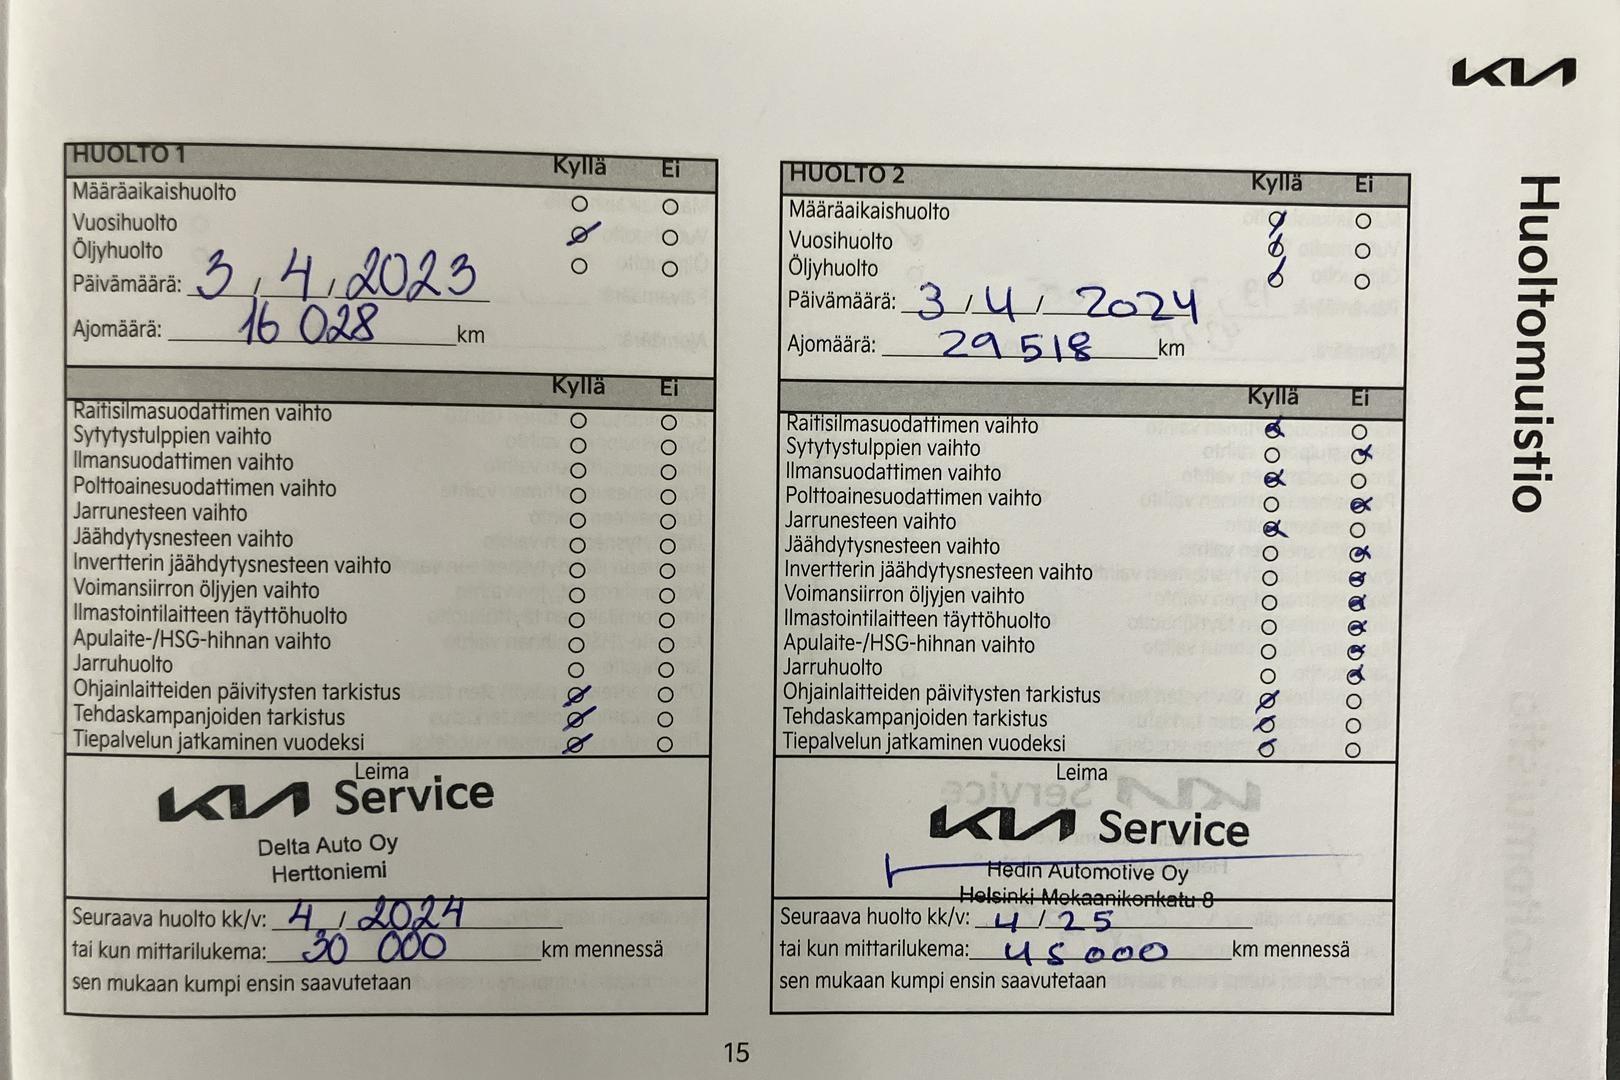 KIA
Huoltomuistio
HUOLTO 1 Kyllä Ei
Määräaikaishuolto
Vuosihuolto
Öljyhuolto
Päivämäärä: 3 / 4 / 2023
Ajomäärä: 16 028 km
Kyllä Ei
Raitisilmasuodattimen vaihto
Sytytystulppien vaihto
Ilmansuodattimen vaihto
Polttoainesuodattimen vaihto
Jarrunesteen vaihto
Jäähdytysnesteen vaihto
Invertterin jäähdytysnesteen vaihto
Voimansiirron öljyjen vaihto
Ilmastointilaitteen täyttöhuolto
Apulaite-/HSG-hihnan vaihto
Jarruhuolto
Ohjainlaitteiden päivitysten tarkistus
Tehdaskampanjoiden tarkistus
Tiepalvelun jatkaminen vuodeksi
Leima
KIA Service
Delta Auto Oy
Herttoniemi
Seuraava huolto kk/v: 4 / 2024
tai kun mittarilukema: 30 000 km mennessä
sen mukaan kumpi ensin saavutetaan
HUOLTO 2 Kyllä Ei
Määräaikaishuolto
Vuosihuolto
Öljyhuolto
Päivämäärä: 3 / 4 / 2024
Ajomäärä: 29 518 km
Kyllä Ei
Raitisilmasuodattimen vaihto
Sytytystulppien vaihto
Ilmansuodattimen vaihto
Polttoainesuodattimen vaihto
Jarrunesteen vaihto
Jäähdytysnesteen vaihto
Invertterin jäähdytysnesteen vaihto
Voimansiirron öljyjen vaihto
Ilmastointilaitteen täyttöhuolto
Apulaite-/HSG-hihnan vaihto
Jarruhuolto
Ohjainlaitteiden päivitysten tarkistus
Tehdaskampanjoiden tarkistus
Tiepalvelun jatkaminen vuodeksi
Leima
KIA Service
Hedin Automotive Oy
Helsinki Mekaanikonkatu 8
Seuraava huolto kk/v: 4 / 25
tai kun mittarilukema: 45 000 km mennessä
sen mukaan kumpi ensin saavutetaan
15